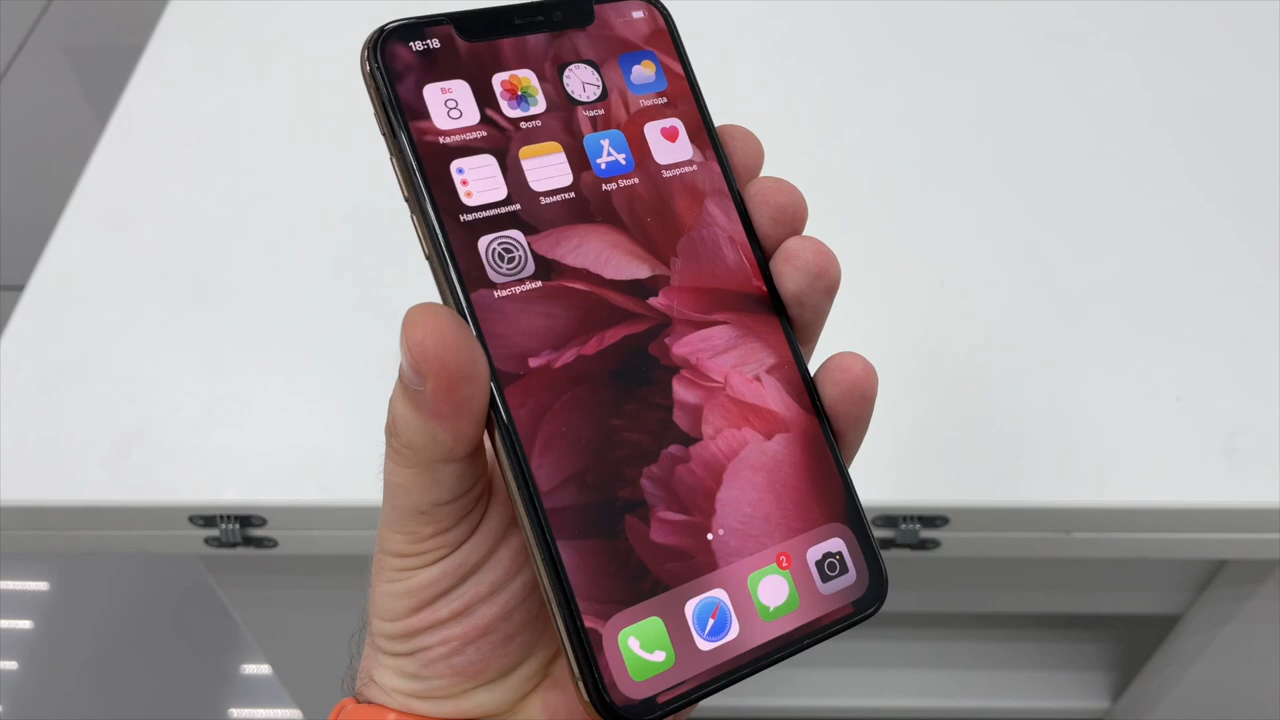 18:18
Вс
8
Календарь
Фото
Часы
Погода
Напоминания
Заметки
App Store
Здоровье
Настройки
2